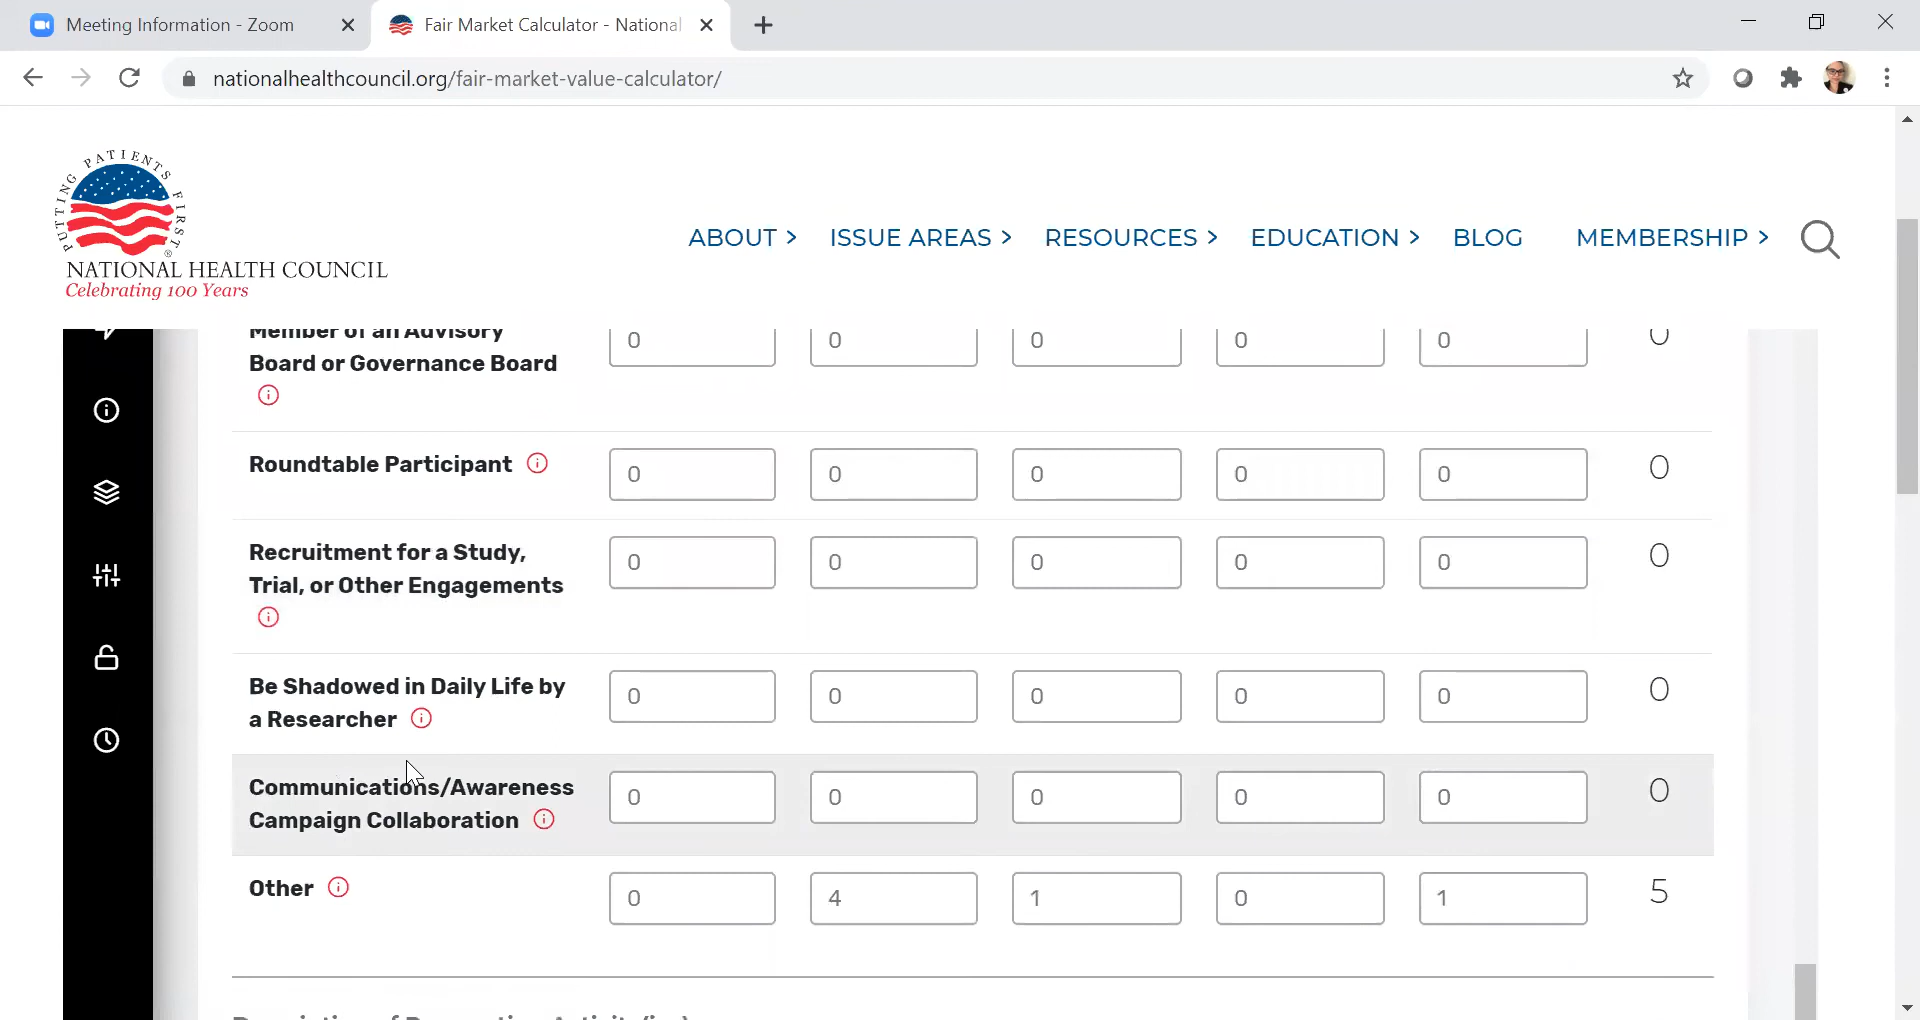 Meeting Information - Zoom
Fair Market Calculator - National
nationalhealthcouncil.org/fair-market-value-calculator/
PUTTING PATIENTS FIRST®
NATIONAL HEALTH COUNCIL
Celebrating 100 Years
ABOUT > ISSUE AREAS > RESOURCES > EDUCATION > BLOG MEMBERSHIP >
Member of an Advisory
Board or Governance Board
0 0 0 0 0 0
Roundtable Participant 0 0 0 0 0 0
Recruitment for a Study,
Trial, or Other Engagements
0 0 0 0 0 0
Be Shadowed in Daily Life by
a Researcher
0 0 0 0 0 0
Communications/Awareness
Campaign Collaboration
0 0 0 0 0 0
Other 0 4 1 0 1 5